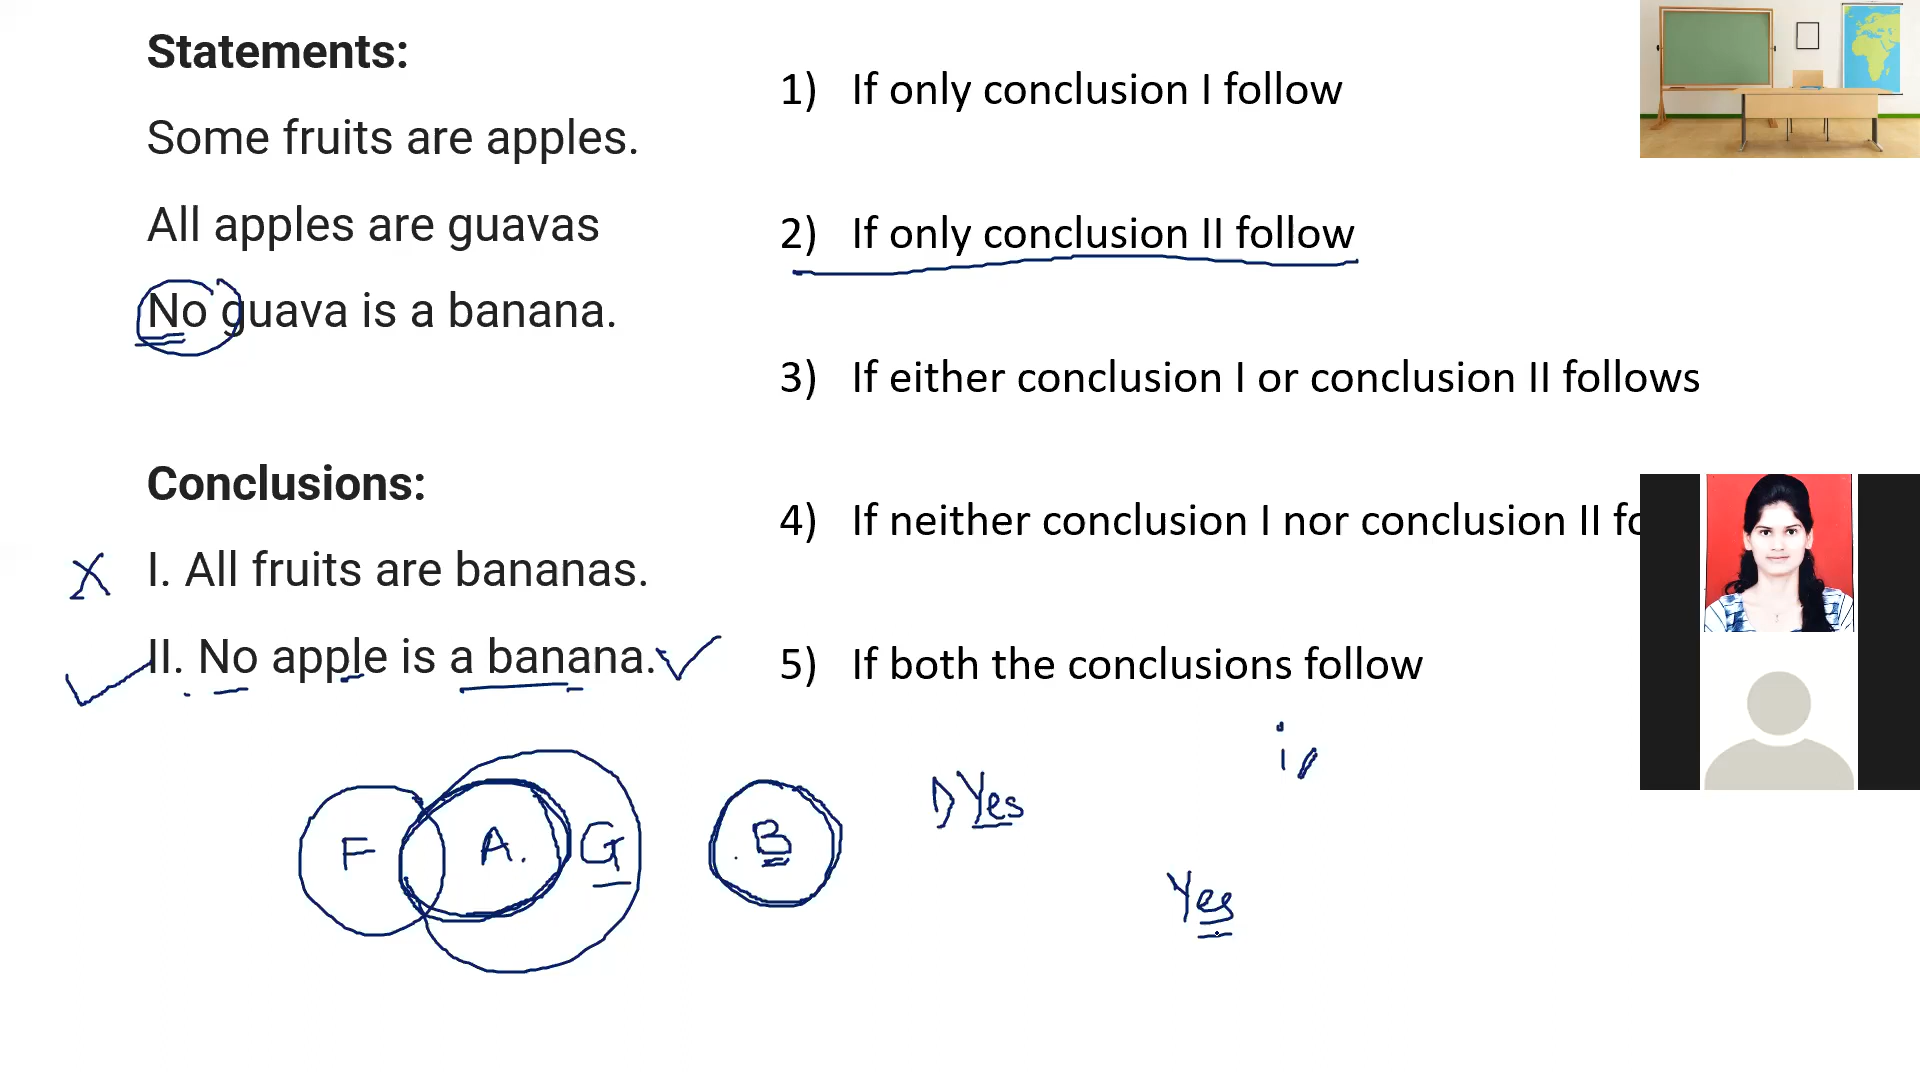 Statements:
Some fruits are apples.
All apples are guavas
No guava is a banana.
Conclusions:
I. All fruits are bananas.
II. No apple is a banana.
1) If only conclusion I follow
2) If only conclusion II follow
3) If either conclusion I or conclusion II follows
4) If neither conclusion I nor conclusion II fo
5) If both the conclusions follow
F A. G B
Yes
Yes